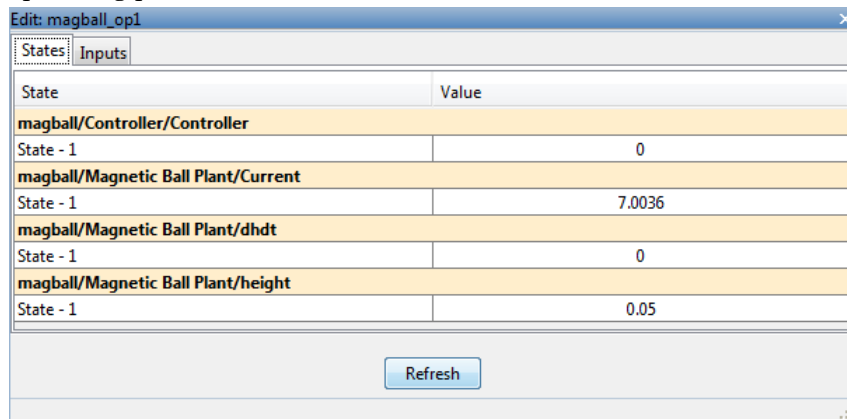 Edit: magball_op1
States Inputs
State Value
magball/Controller/Controller
State - 1 0
magball/Magnetic Ball Plant/Current
State - 1 7.0036
magball/Magnetic Ball Plant/dhdt
State - 1 0
magball/Magnetic Ball Plant/height
State - 1 0.05
Refresh